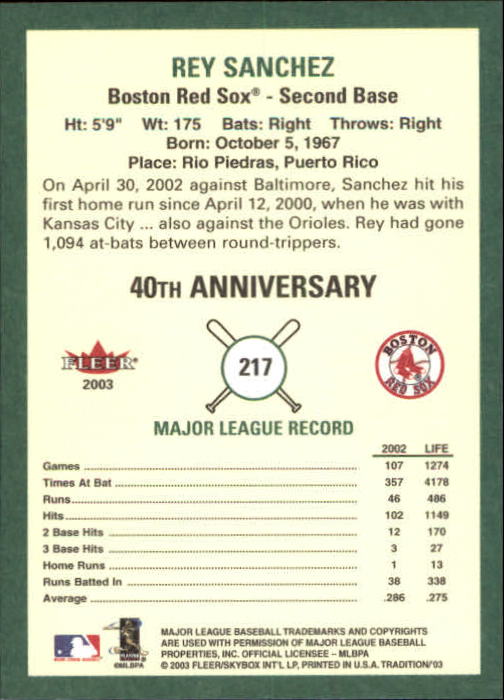 REY SANCHEZ
Boston Red Sox® - Second Base
Ht: 5'9" Wt: 175 Bats: Right Throws: Right
Born: October 5, 1967
Place: Rio Piedras, Puerto Rico
On April 30, 2002 against Baltimore, Sanchez hit his
first home run since April 12, 2000, when he was with
Kansas City ... also against the Orioles. Rey had gone
1,094 at-bats between round-trippers.
40TH ANNIVERSARY
FLEER®
2003
217
BOSTON
RED SOX
MAJOR LEAGUE RECORD
2002 LIFE
Games 107 1274
Times At Bat 357 4178
Runs 46 486
Hits 102 1149
2 Base Hits 12 170
3 Base Hits 3 27
Home Runs 1 13
Runs Batted In 38 338
Average .286 .275
©MLBPA
MAJOR LEAGUE BASEBALL TRADEMARKS AND COPYRIGHTS
ARE USED WITH PERMISSION OF MAJOR LEAGUE BASEBALL
PROPERTIES, INC. OFFICIAL LICENSEE – MLBPA
© 2003 FLEER/SKYBOX INT'L LP, PRINTED IN U.S.A. TRADITION'03